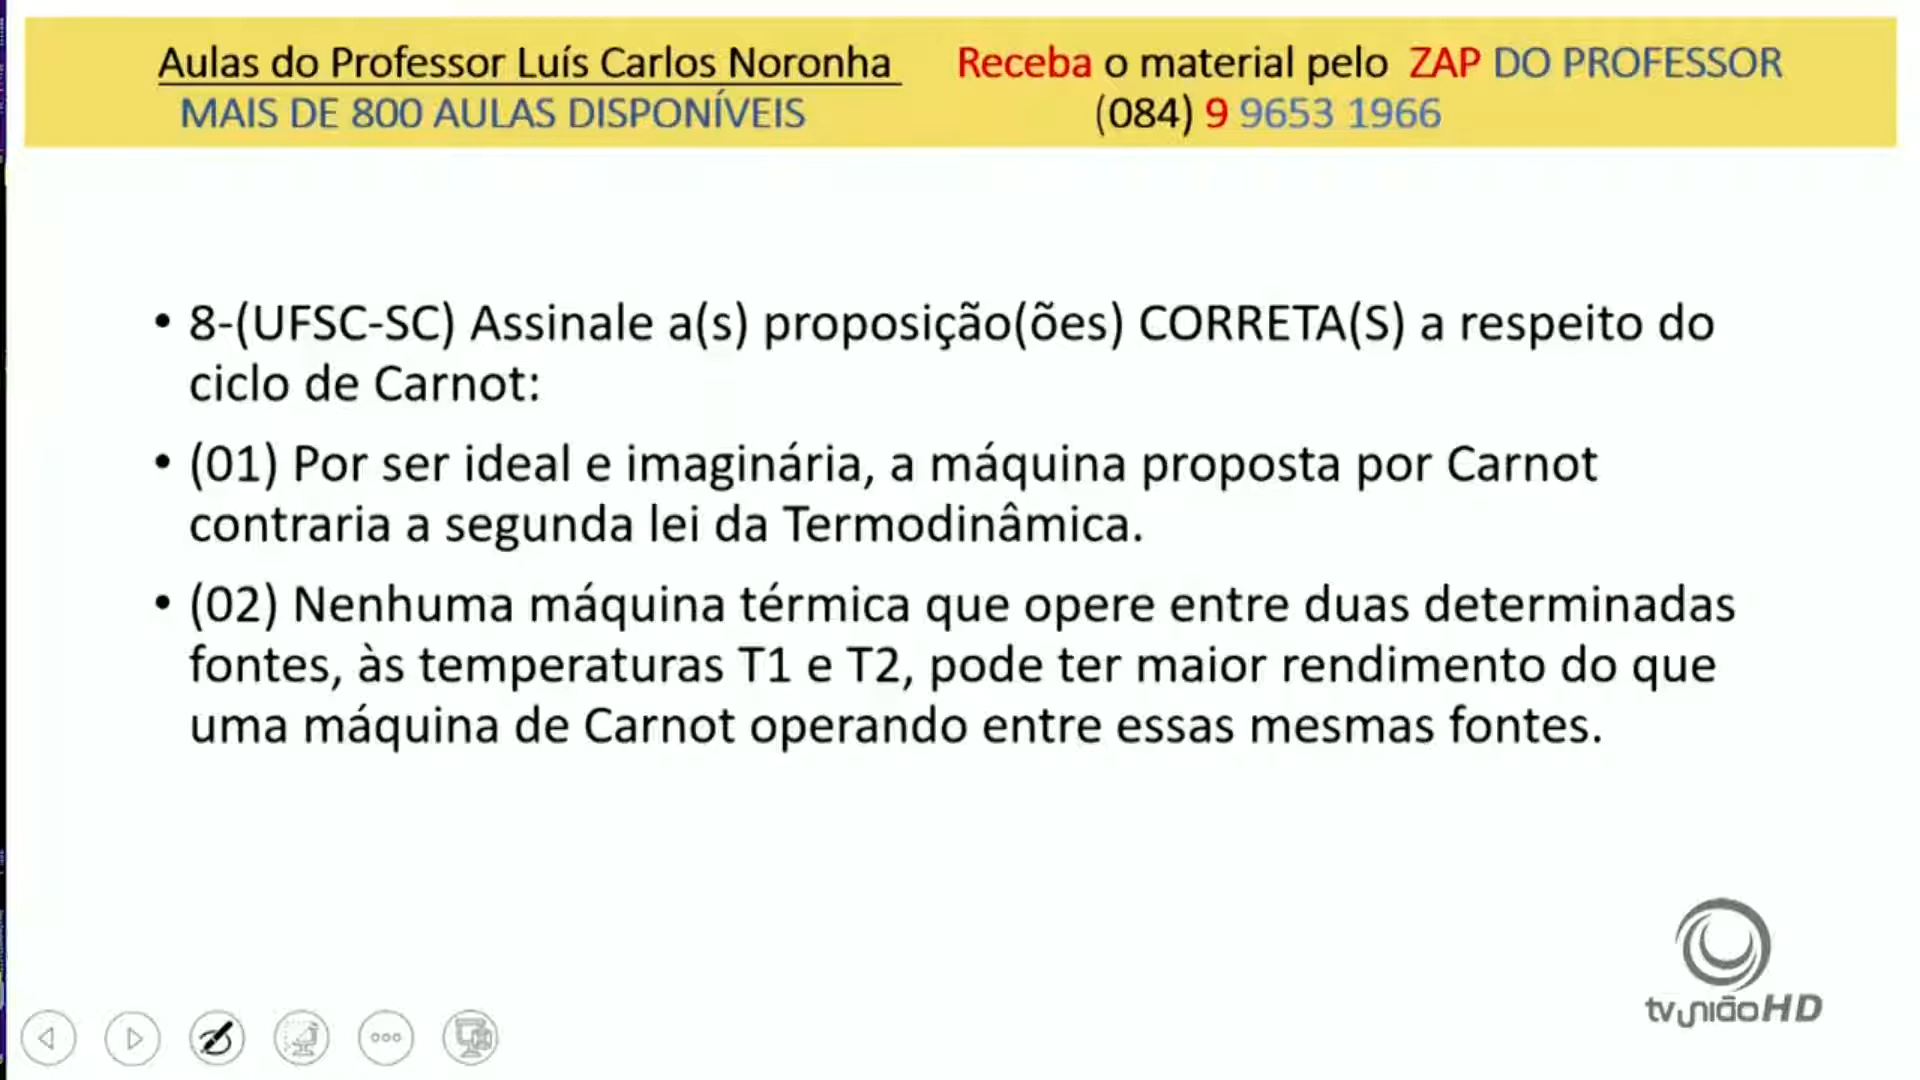 Aulas do Professor Luís Carlos Noronha Receba o material pelo ZAP DO PROFESSOR
MAIS DE 800 AULAS DISPONÍVEIS (084) 9 9653 1966
• 8-(UFSC-SC) Assinale a(s) proposição(ões) CORRETA(S) a respeito do
ciclo de Carnot:
• (01) Por ser ideal e imaginária, a máquina proposta por Carnot
contraria a segunda lei da Termodinâmica.
• (02) Nenhuma máquina térmica que opere entre duas determinadas
fontes, às temperaturas T1 e T2, pode ter maior rendimento do que
uma máquina de Carnot operando entre essas mesmas fontes.
tv união HD